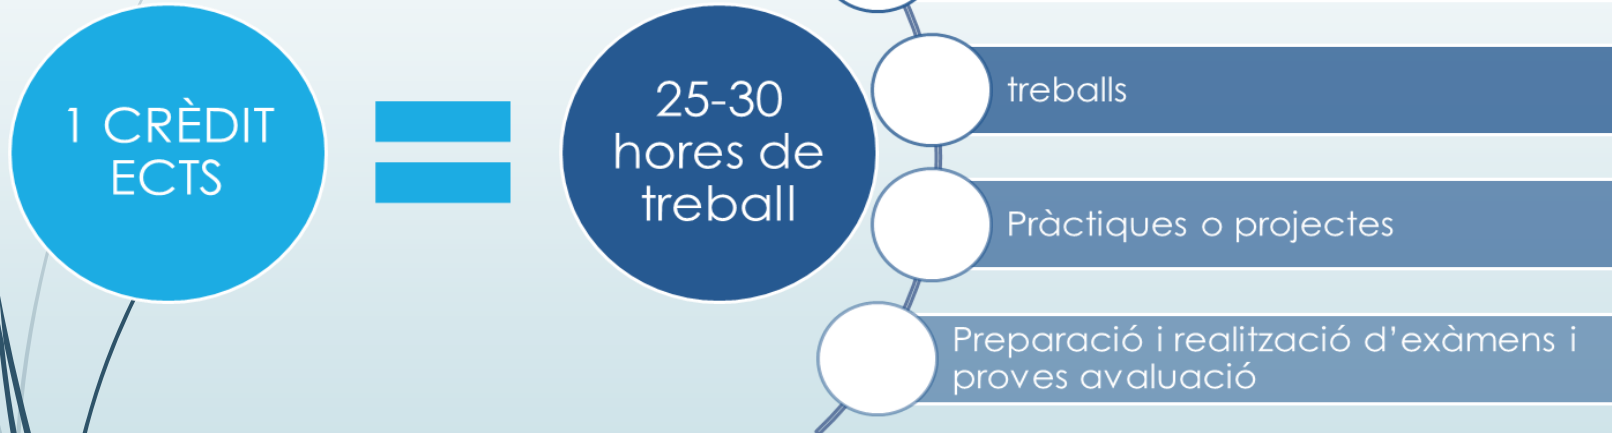 1 CRÈDIT
ECTS
25-30
hores de
treball
treballs
Pràctiques o projectes
Preparació i realització d'exàmens i
proves avaluació